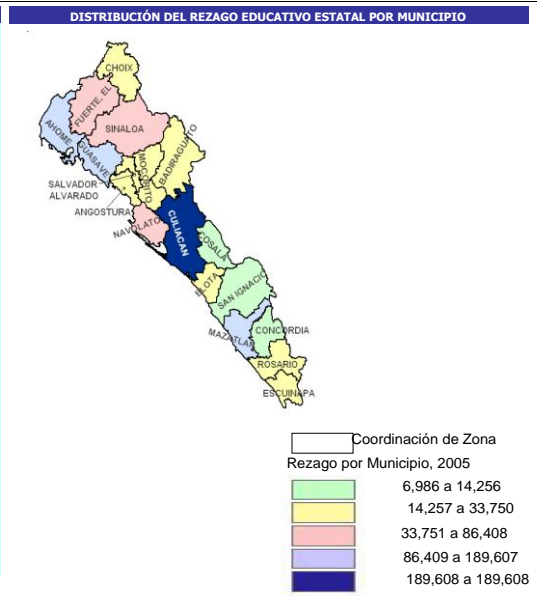 DISTRIBUCIÓN DEL REZAGO EDUCATIVO ESTATAL POR MUNICIPIO
CHOIX
FUERTE, EL
SINALOA
AHOME
GUASAVE
BADIRAGUATO
MOCORITO
SALVADOR
ALVARADO
ANGOSTURA
NAVOLATO
CULIACAN
COSALA
ELOTA
SAN IGNACIO
MAZATLAN
CONCORDIA
ROSARIO
ESCUINAPA
Coordinación de Zona
Rezago por Municipio, 2005
6,986 a 14,256
14,257 a 33,750
33,751 a 86,408
86,409 a 189,607
189,608 a 189,608